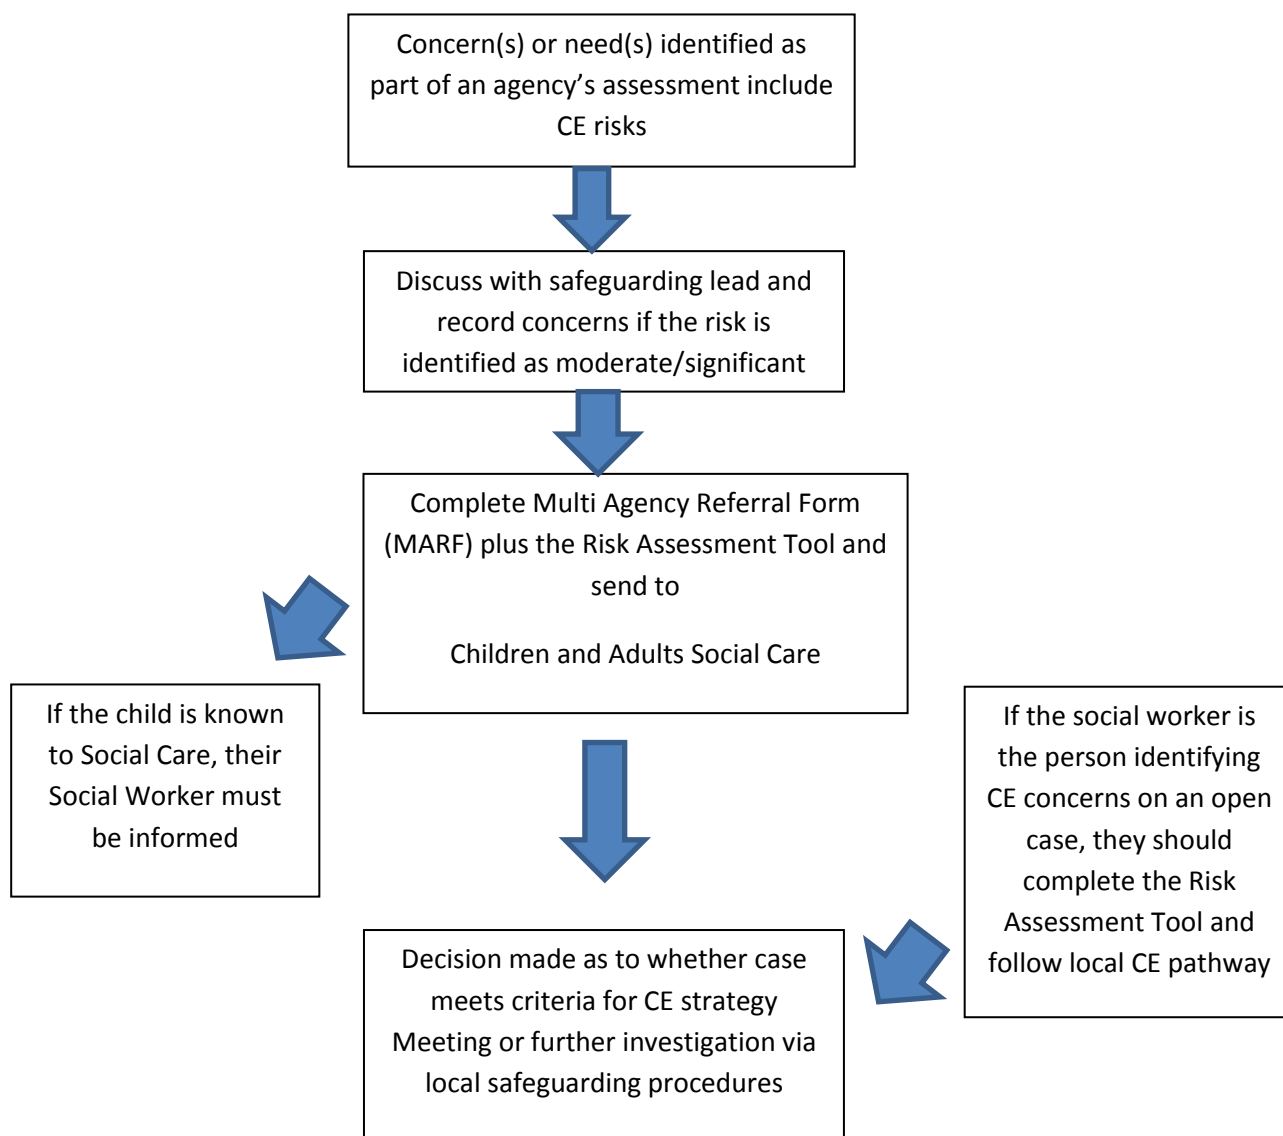 Concern(s) or need(s) identified as
part of an agency’s assessment include
CE risks
Discuss with safeguarding lead and
record concerns if the risk is
identified as moderate/significant
Complete Multi Agency Referral Form
(MARF) plus the Risk Assessment Tool and
send to
Children and Adults Social Care
If the child is known
to Social Care, their
Social Worker must
be informed
If the social worker is
the person identifying
CE concerns on an open
case, they should
complete the Risk
Assessment Tool and
follow local CE pathway
Decision made as to whether case
meets criteria for CE strategy
Meeting or further investigation via
local safeguarding procedures